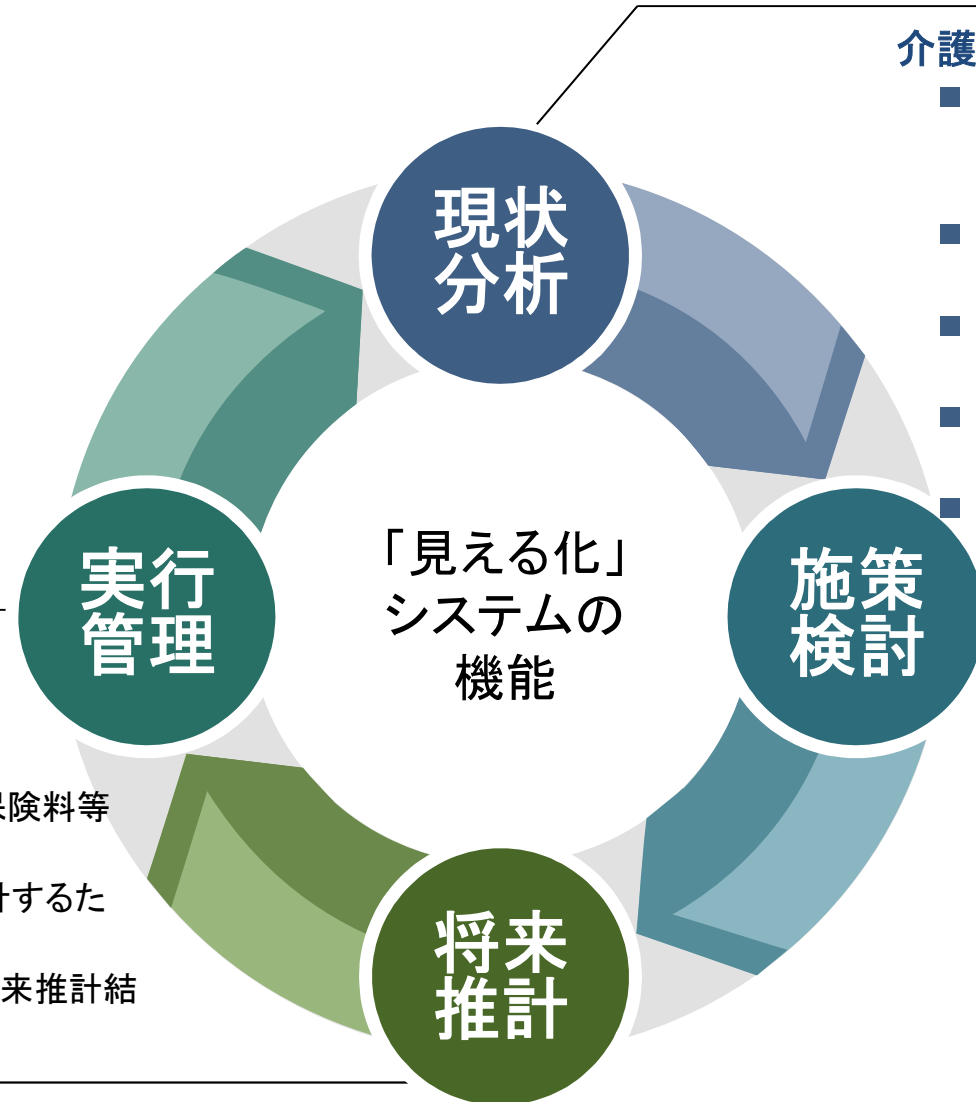 介護
現状
分析
実行
管理
「見える化」
システムの
機能
施策
検討
険料等
計するた
来推計結
将来
推計